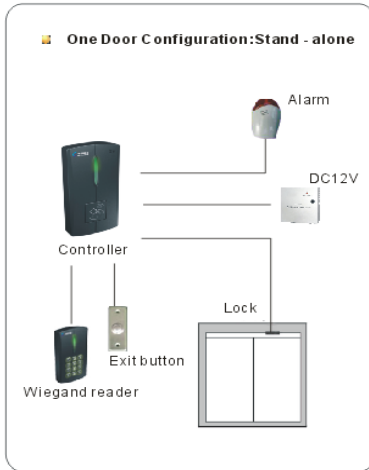 One Door Configuration:Stand - alone
Alarm
DC12V
Controller
Lock
Exit button
Wiegand reader